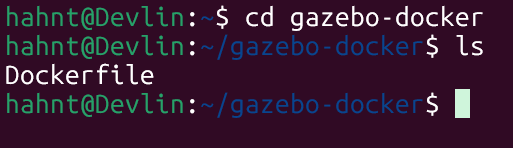 hahnt@Devlin:~$ cd gazebo-docker
hahnt@Devlin:~/gazebo-docker$ ls
Dockerfile
hahnt@Devlin:~/gazebo-docker$